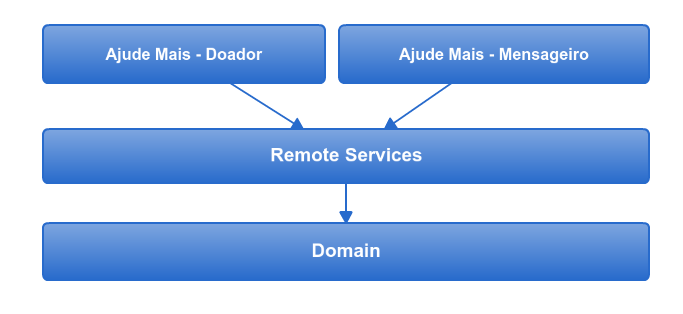 Ajude Mais - Doador
Ajude Mais - Mensageiro
Remote Services
Domain